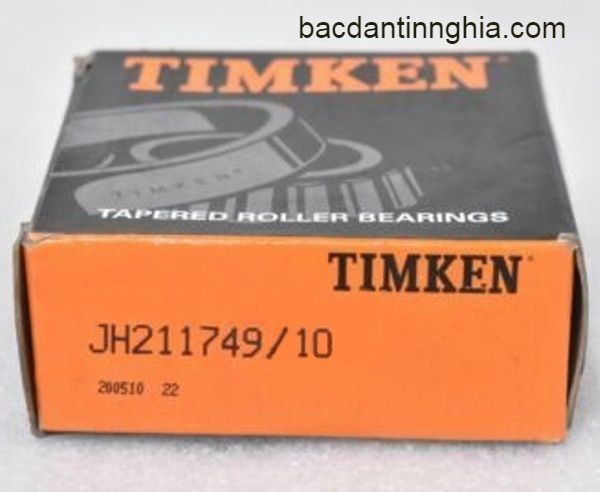 bacdantinnghia.com
TIMKEN
TIMKEN
TAPERED ROLLER BEARINGS
TIMKEN
JH211749/10
200510 22